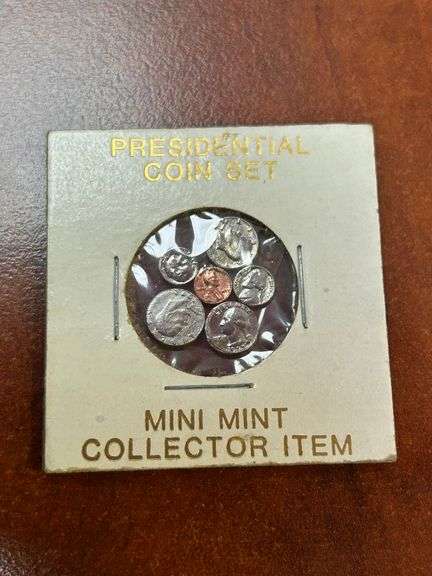 PRESIDENTIAL
COIN SET
MINI MINT
COLLECTOR ITEM